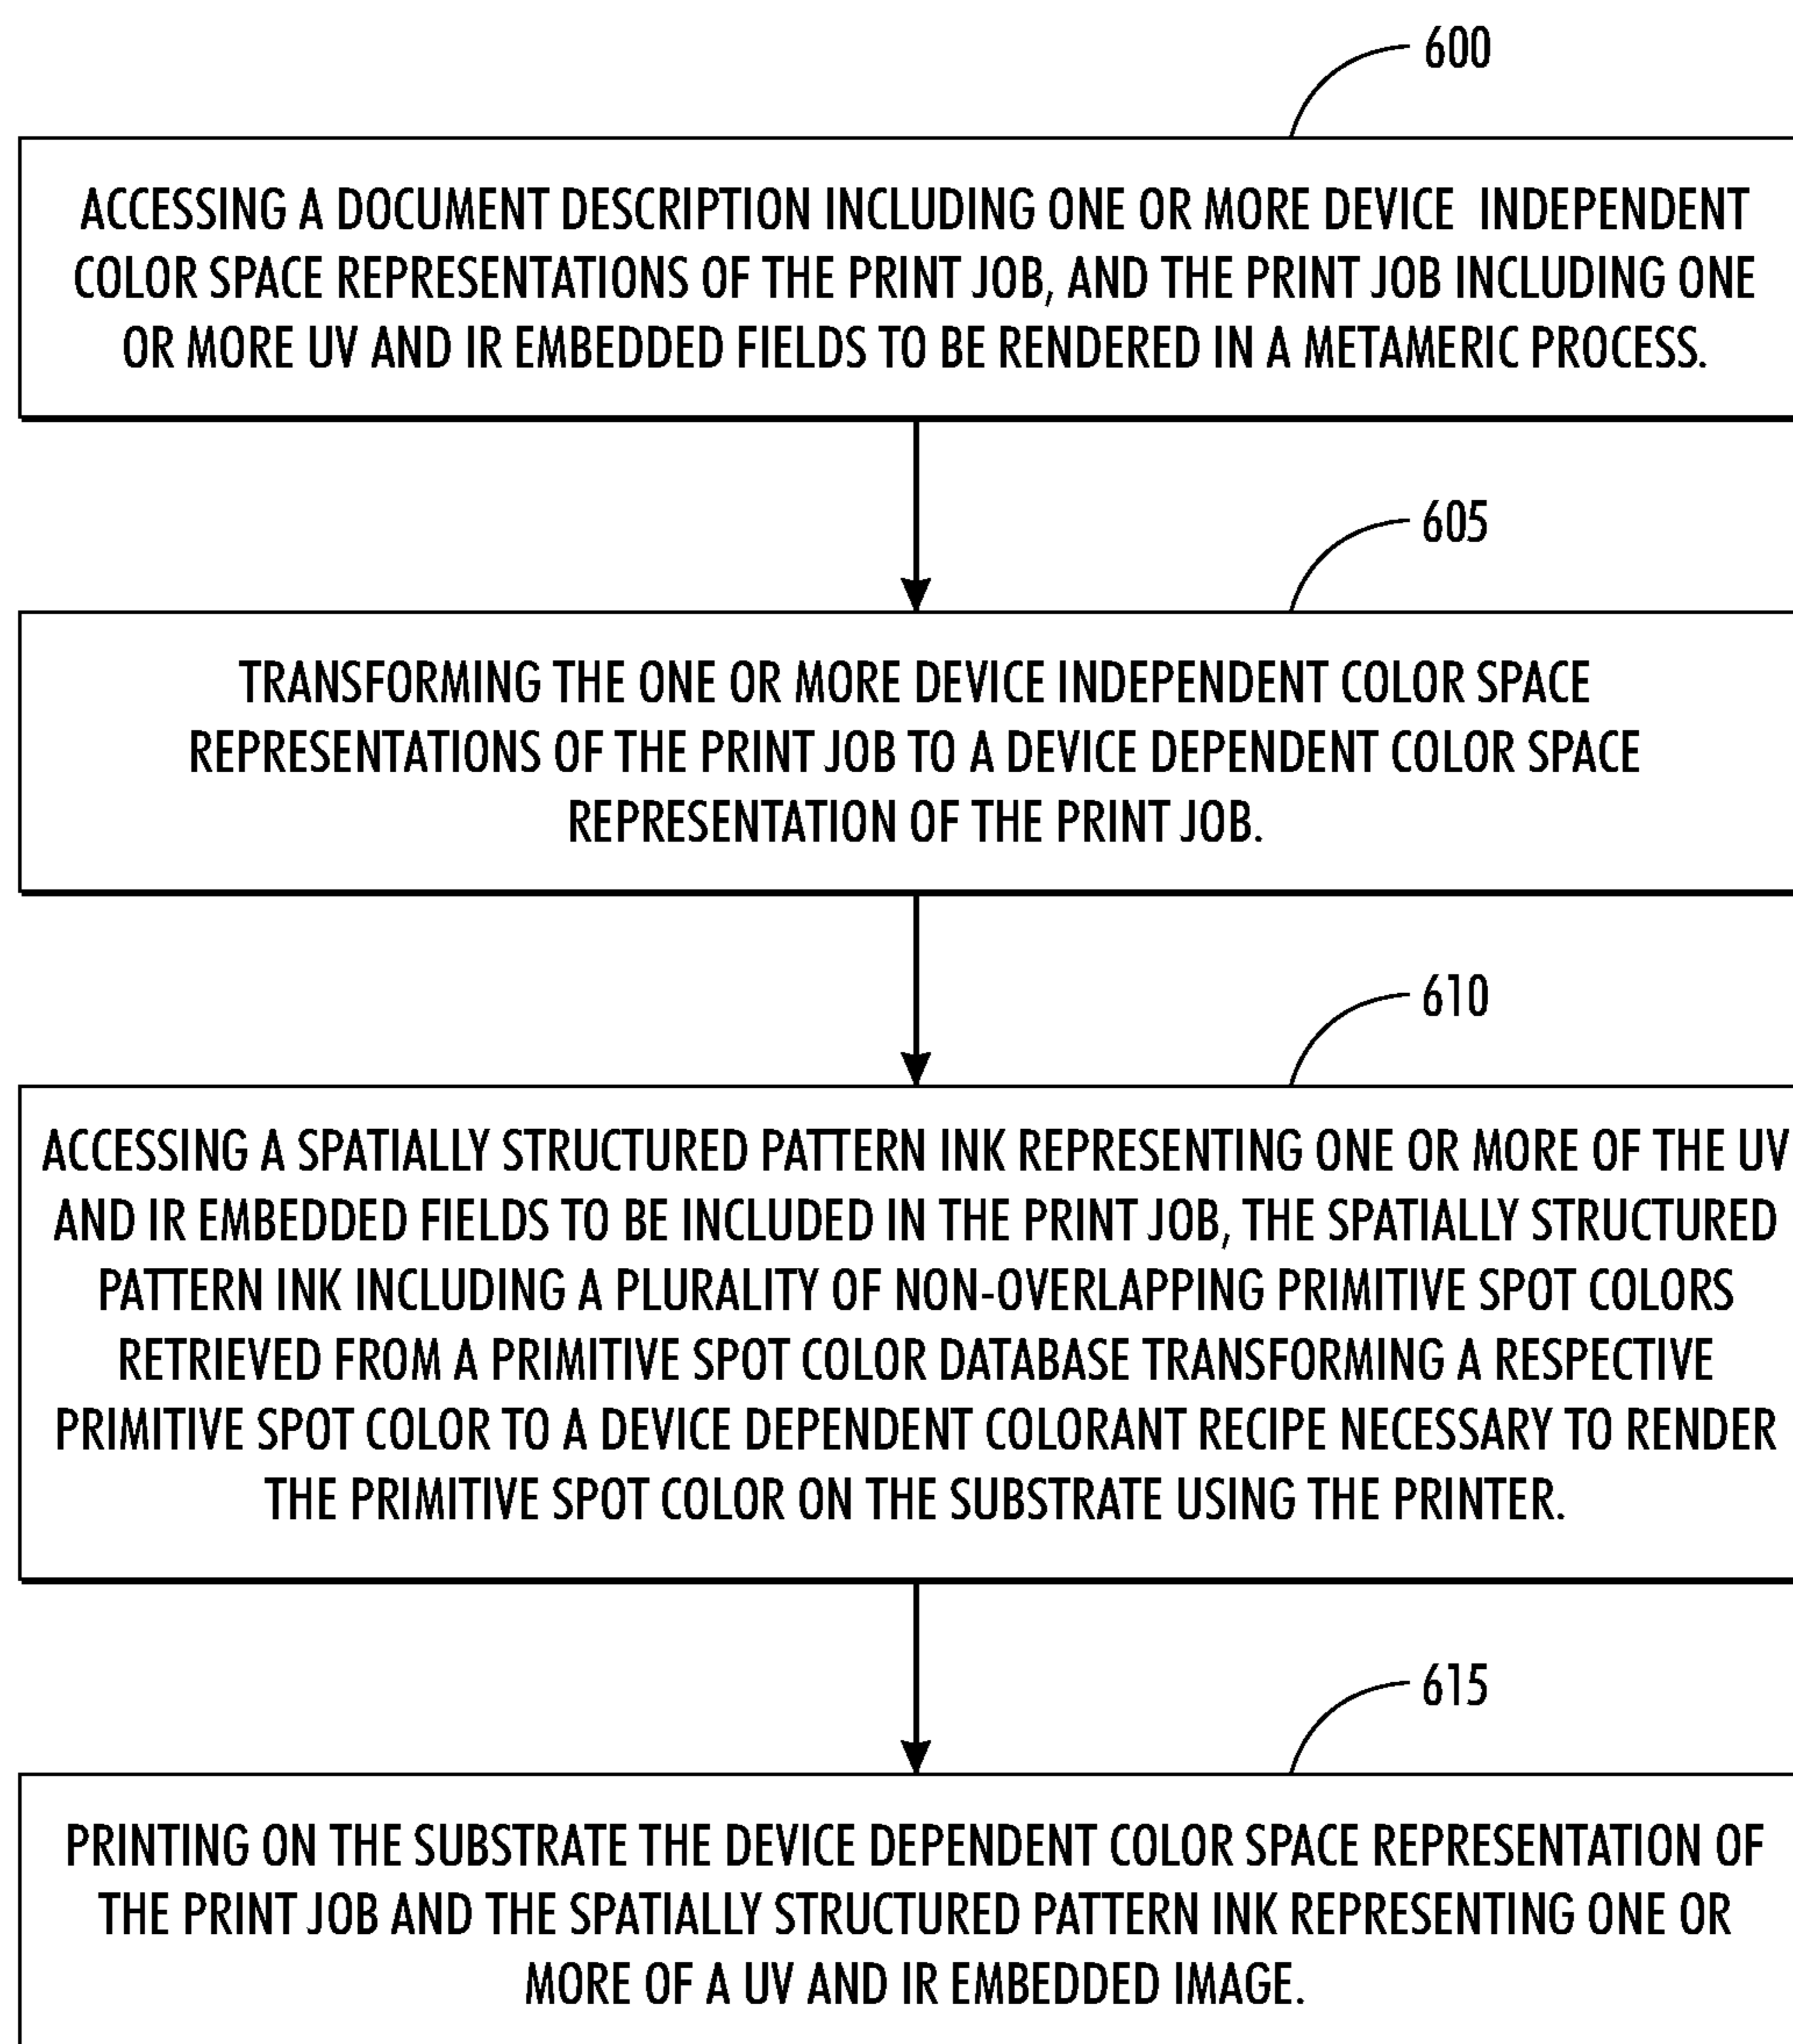 600
ACCESSING A DOCUMENT DESCRIPTION INCLUDING ONE OR MORE DEVICE INDEPENDENT
COLOR SPACE REPRESENTATIONS OF THE PRINT JOB, AND THE PRINT JOB INCLUDING ONE
OR MORE UV AND IR EMBEDDED FIELDS TO BE RENDERED IN A METAMERIC PROCESS.
605
TRANSFORMING THE ONE OR MORE DEVICE INDEPENDENT COLOR SPACE
REPRESENTATIONS OF THE PRINT JOB TO A DEVICE DEPENDENT COLOR SPACE
REPRESENTATION OF THE PRINT JOB.
610
ACCESSING A SPATIALLY STRUCTURED PATTERN INK REPRESENTING ONE OR MORE OF THE UV
AND IR EMBEDDED FIELDS TO BE INCLUDED IN THE PRINT JOB, THE SPATIALLY STRUCTURED
PATTERN INK INCLUDING A PLURALITY OF NON-OVERLAPPING PRIMITIVE SPOT COLORS
RETRIEVED FROM A PRIMITIVE SPOT COLOR DATABASE TRANSFORMING A RESPECTIVE
PRIMITIVE SPOT COLOR TO A DEVICE DEPENDENT COLORANT RECIPE NECESSARY TO RENDER
THE PRIMITIVE SPOT COLOR ON THE SUBSTRATE USING THE PRINTER.
615
PRINTING ON THE SUBSTRATE THE DEVICE DEPENDENT COLOR SPACE REPRESENTATION OF
THE PRINT JOB AND THE SPATIALLY STRUCTURED PATTERN INK REPRESENTING ONE OR
MORE OF A UV AND IR EMBEDDED IMAGE.